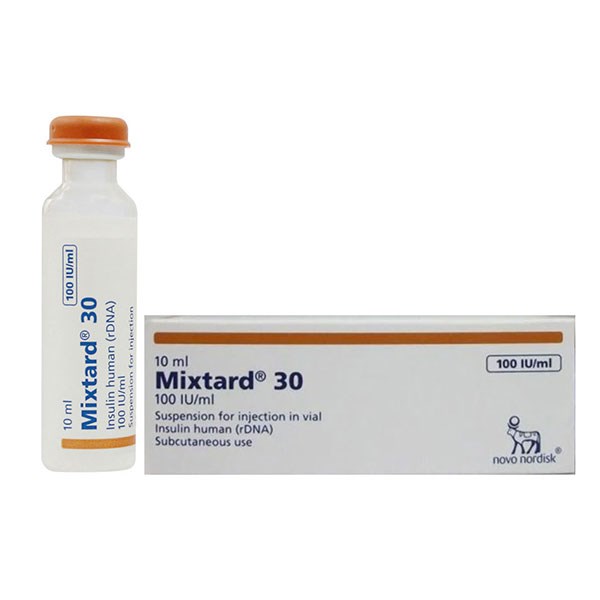 100 IU/ml
10 ml
Mixtard® 30
Insulin human (rDNA)
100 IU/ml
Suspension for injection
10 ml
100 IU/ml
Mixtard® 30
100 IU/ml
Suspension for injection in vial
Insulin human (rDNA)
Subcutaneous use
novo nordisk®